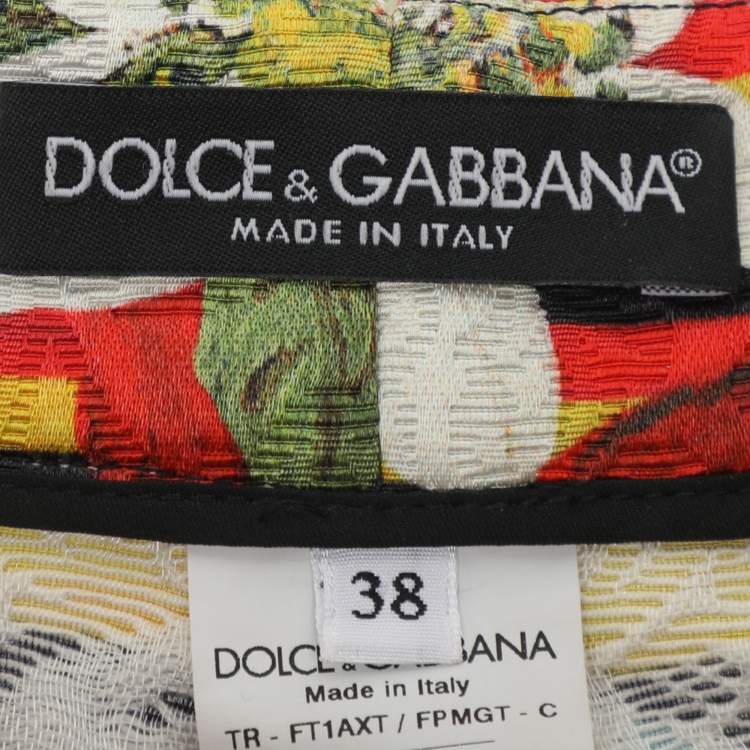 DOLCE & GABBANA®
MADE IN ITALY
38
DOLCE & GABBANA
Made in Italy
TR - FT1AXT / FPMGT - C